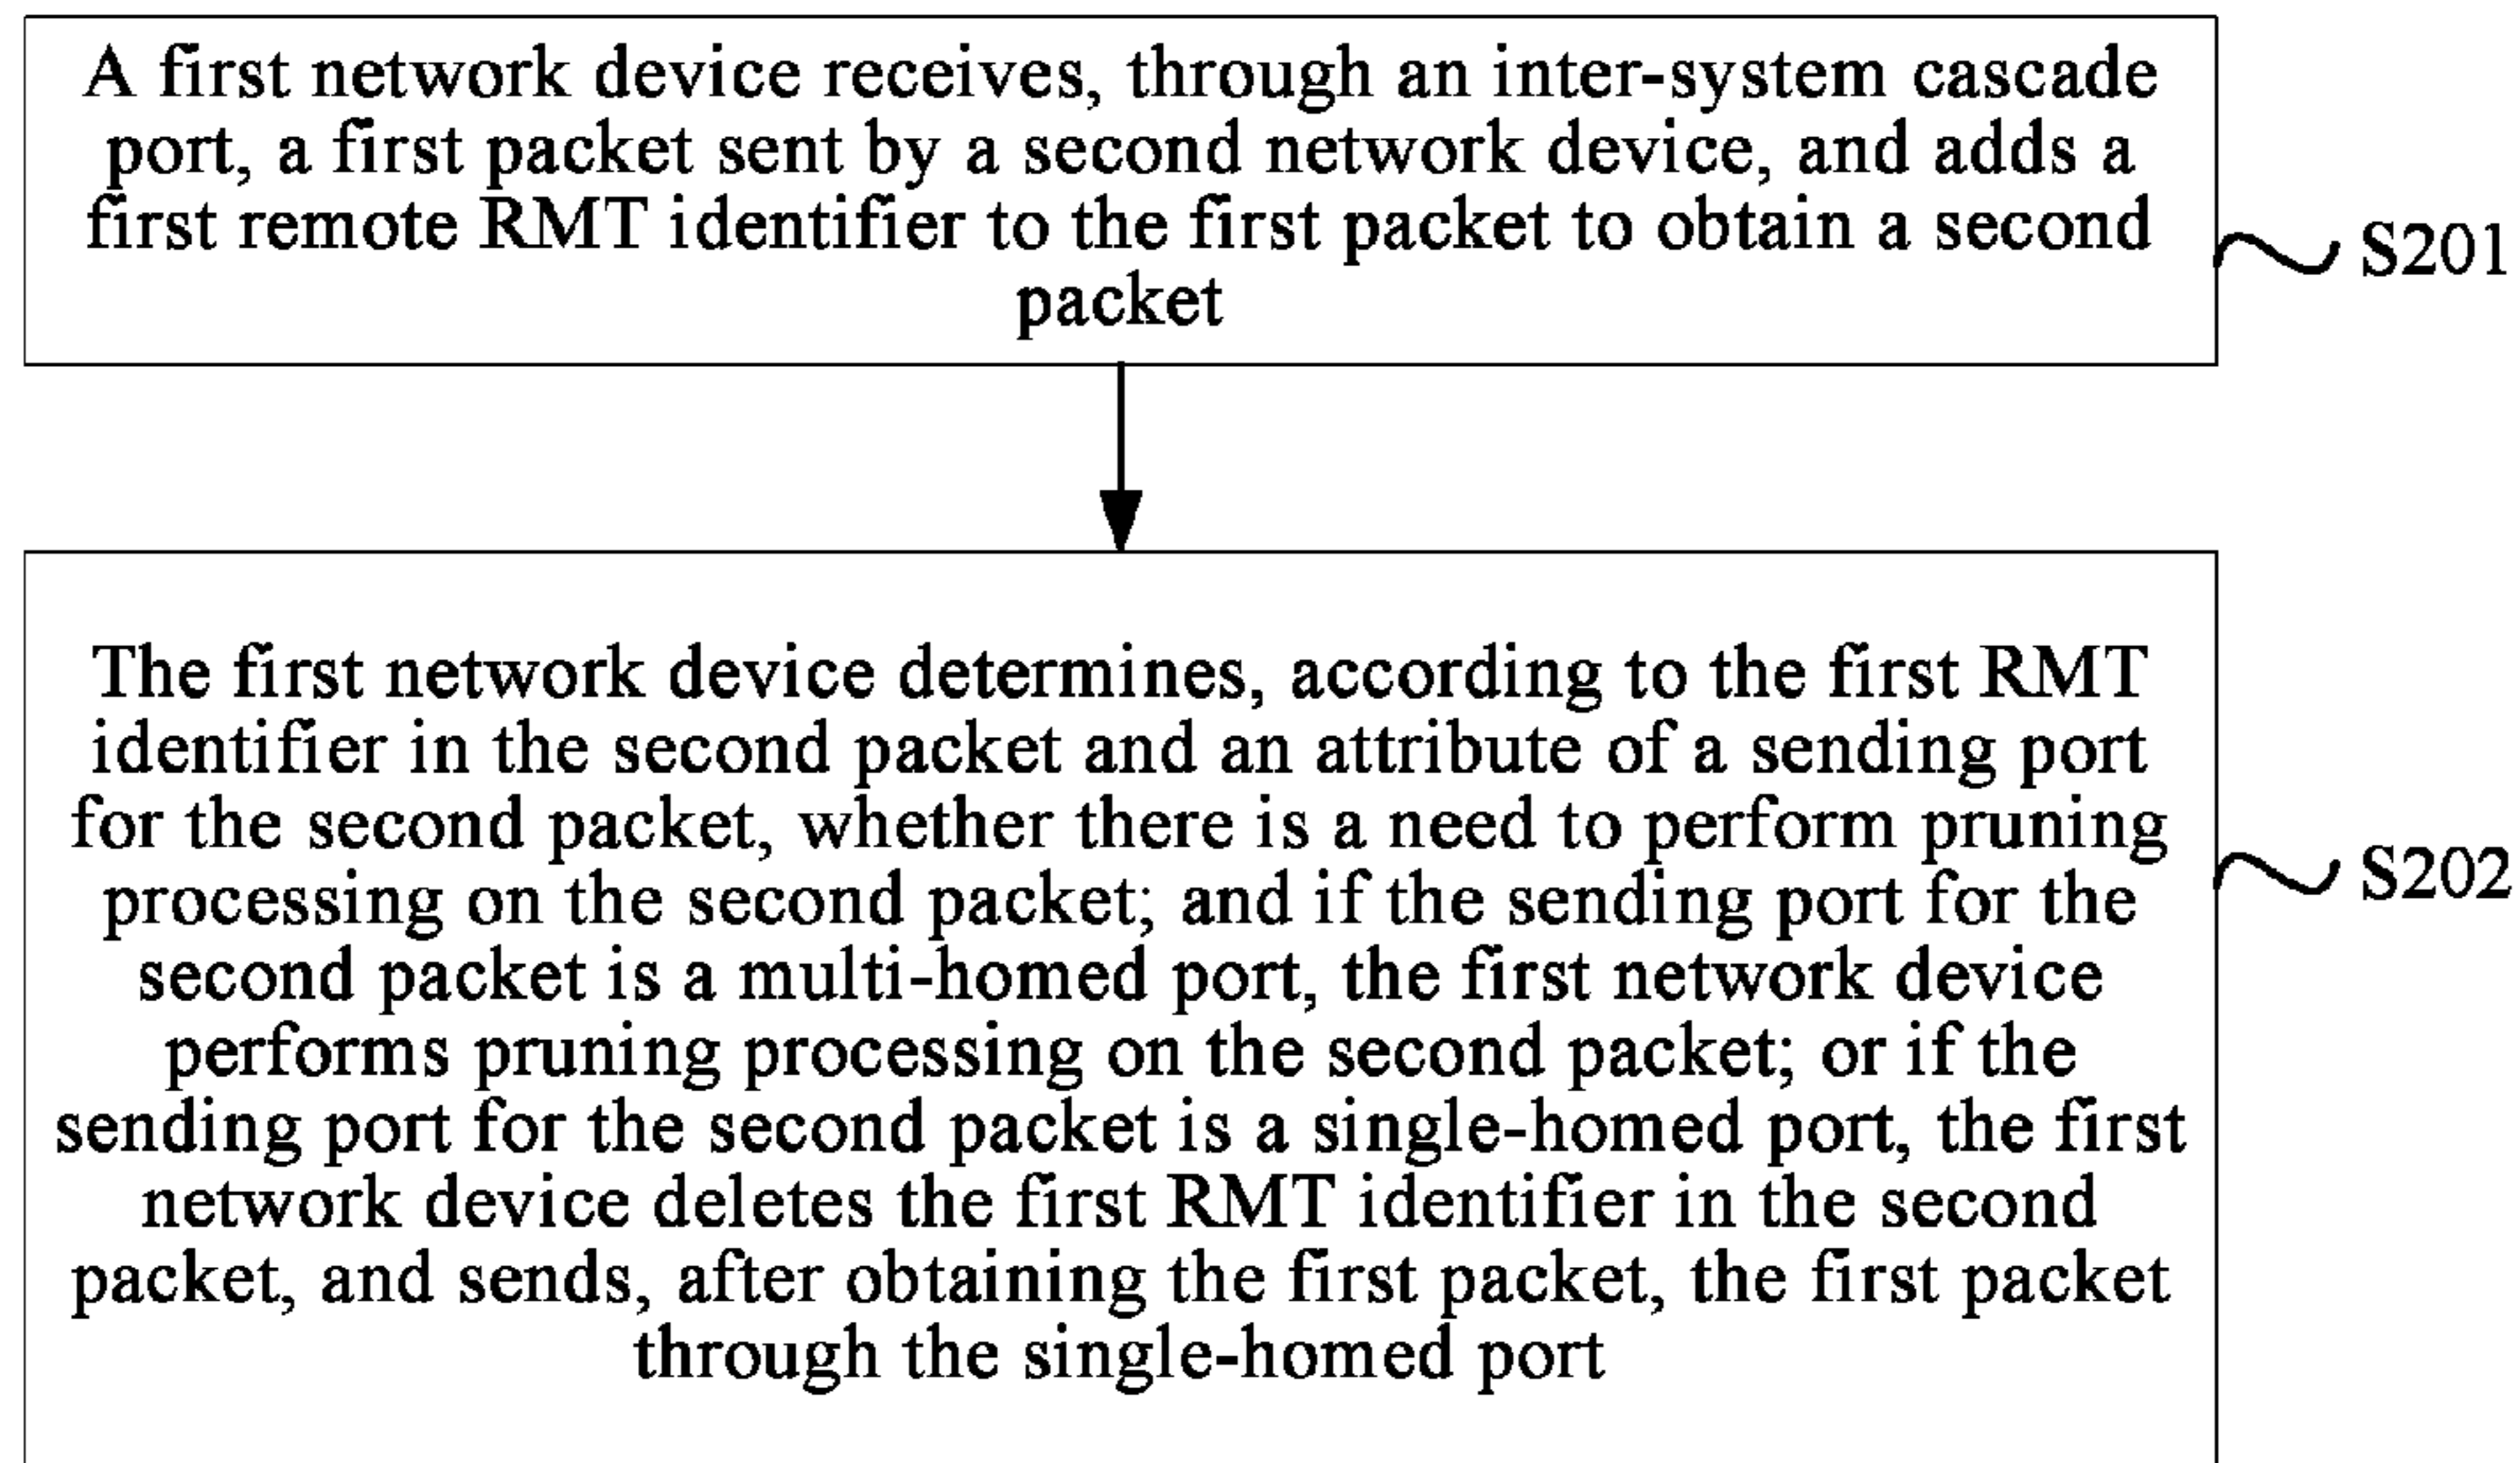 A first network device receives, through an inter-system cascade
port, a first packet sent by a second network device, and adds a
first remote RMT identifier to the first packet to obtain a second
packet
S201
The first network device determines, according to the first RMT
identifier in the second packet and an attribute of a sending port
for the second packet, whether there is a need to perform pruning
processing on the second packet; and if the sending port for the
second packet is a multi-homed port, the first network device
performs pruning processing on the second packet; or if the
sending port for the second packet is a single-homed port, the first
network device deletes the first RMT identifier in the second
packet, and sends, after obtaining the first packet, the first packet
through the single-homed port
S202